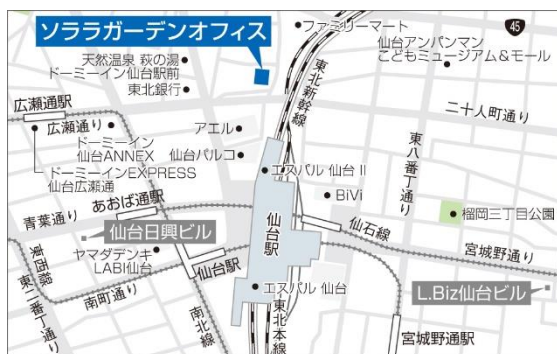 ソララガーデンオフィス
ファミリーマート
45
仙台アンパンマン
こどもミュージアム&モール
天然温泉 萩の湯
ドーミーイン仙台駅前
東北銀行
東北新幹線
広瀬通駅
二十人町通り
広瀬通り
アエル
東八番丁通り
ドーミーイン
仙台ANNEX
仙台パルコ
ドーミーインEXPRESS
仙台広瀬通
エスパル 仙台 II
BiVi
あおば通駅
榴岡三丁目公園
青葉通り
仙台駅
仙石線
仙台日興ビル
宮城野通り
ヤマダデンキ
LABI仙台
仙台駅
東西線
東二番丁通り
南町通り
エスパル 仙台
L.Biz仙台ビル
南北線
東北本線
宮城野通駅